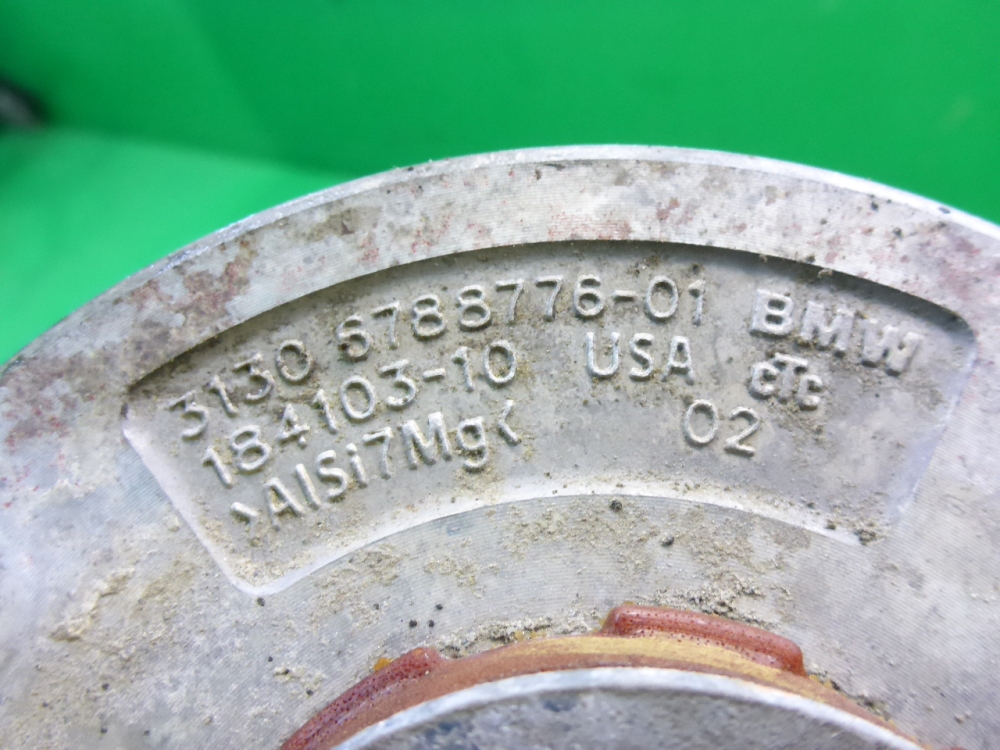 3130 6788776-01 BMW
184103-10 USA cTc
>AlSi7Mg< 02